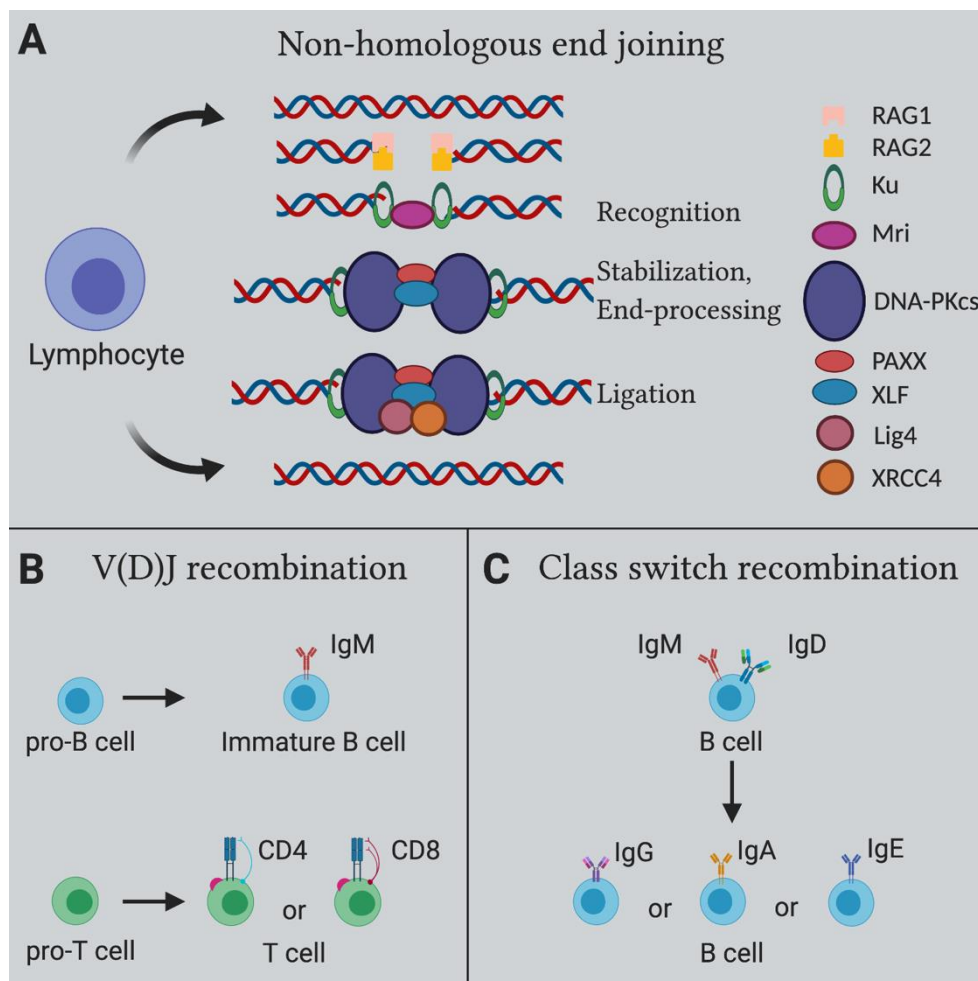 A
Non-homologous end joining
RAG1
RAG2
Ku
Recognition
Mri
Stabilization,
End-processing
DNA-PKcs
Lymphocyte
PAXX
XLF
Ligation
Lig4
XRCC4
B
V(D)J recombination
IgM
pro-B cell
Immature B cell
CD4
CD8
or
pro-T cell
T cell
C
Class switch recombination
IgM
IgD
B cell
IgG
IgA
IgE
or
or
B cell